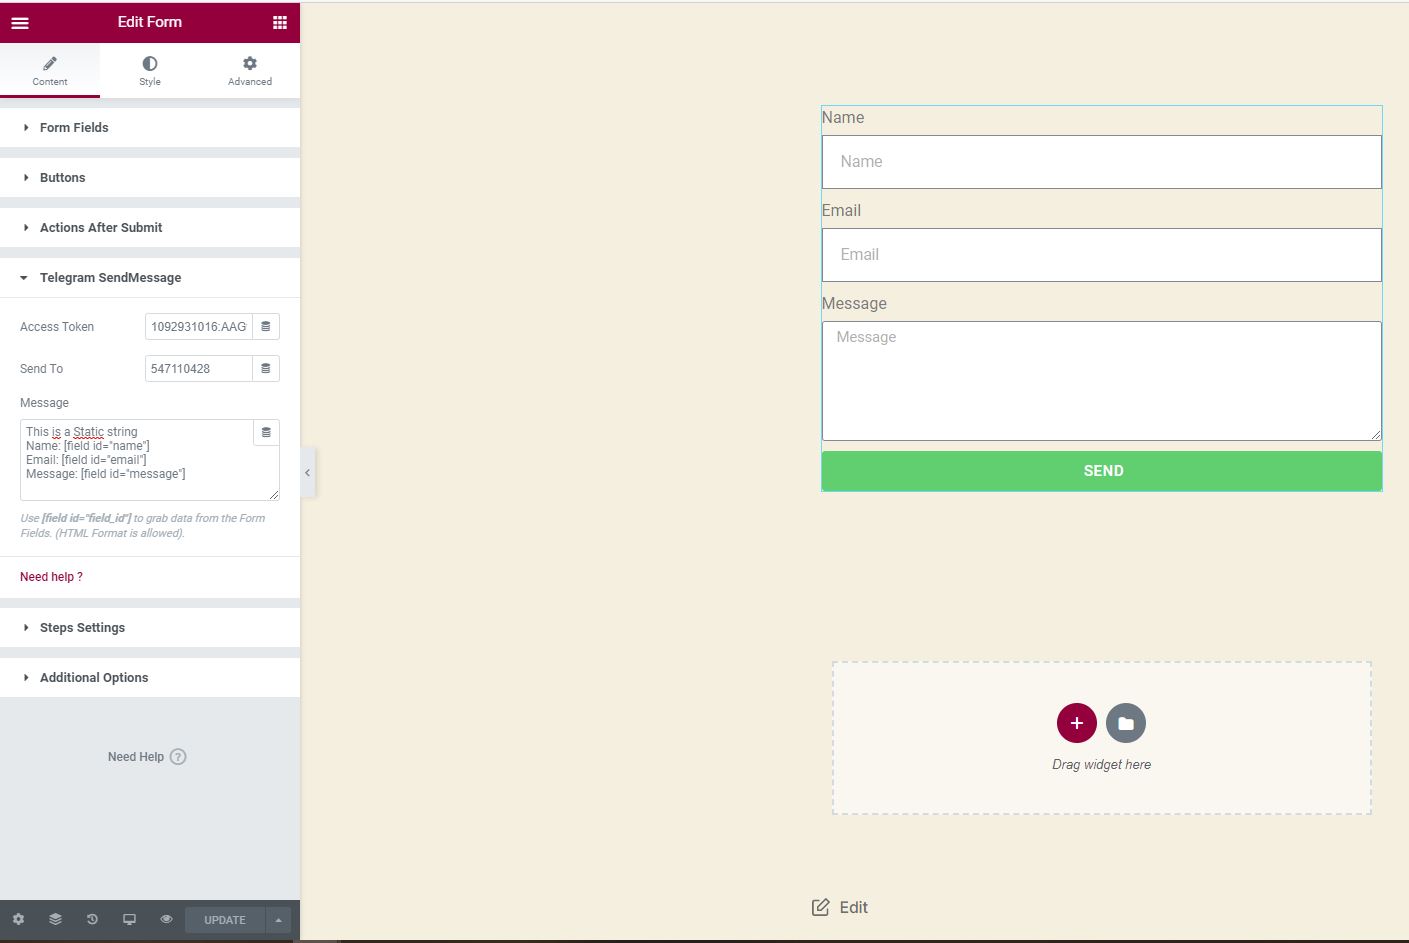 Edit Form
Content
Style
Advanced
Form Fields
Buttons
Actions After Submit
Telegram SendMessage
Access Token
1092931016:AAG
Send To
547110428
Message
This is a Static string
Name: [field id="name"]
Email: [field id="email"]
Message: [field id="message"]
Use [field id="field_id"] to grab data from the Form
Fields. (HTML Format is allowed).
Need help ?
Steps Settings
Additional Options
Need Help ?
UPDATE
Name
Name
Email
Email
Message
Message
SEND
Drag widget here
Edit